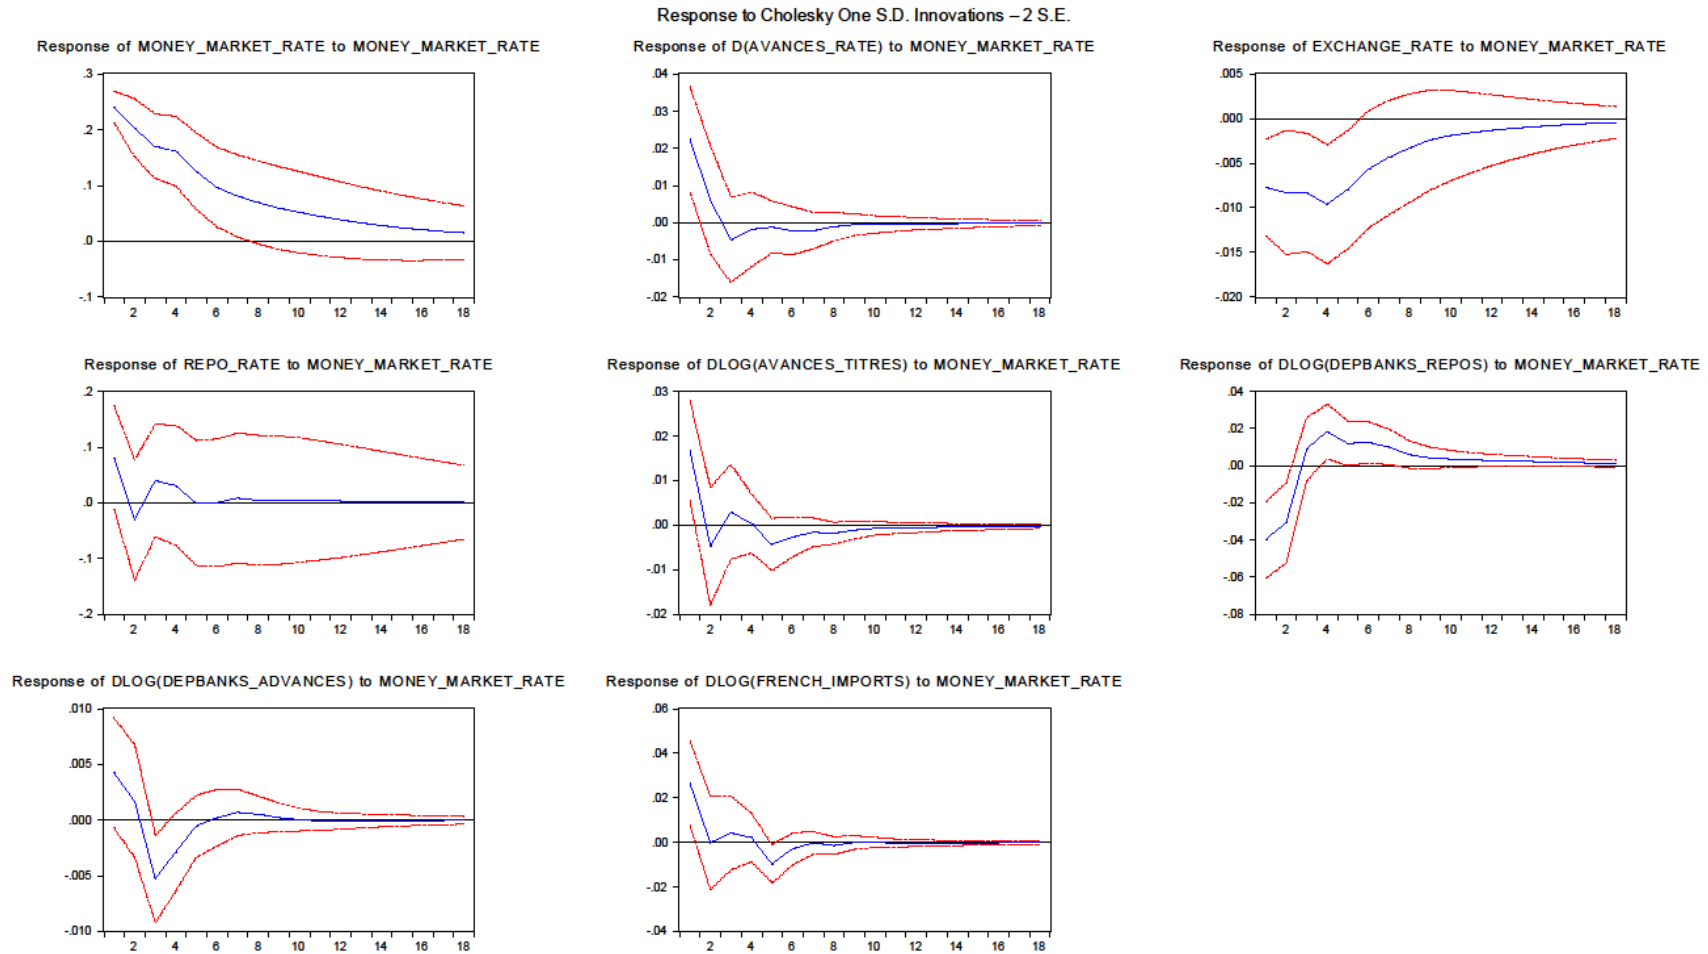 Response to Cholesky One S.D. Innovations – 2 S.E.
Response of MONEY_MARKET_RATE to MONEY_MARKET_RATE
.3
.2
.1
.0
-.1
2 4 6 8 10 12 14 16 18
Response of D(AVANCES_RATE) to MONEY_MARKET_RATE
.04
.03
.02
.01
.00
-.01
-.02
2 4 6 8 10 12 14 16 18
Response of EXCHANGE_RATE to MONEY_MARKET_RATE
.005
.000
-.005
-.010
-.015
-.020
2 4 6 8 10 12 14 16 18
Response of REPO_RATE to MONEY_MARKET_RATE
.2
.1
.0
-.1
-.2
2 4 6 8 10 12 14 16 18
Response of DLOG(AVANCES_TITRES) to MONEY_MARKET_RATE
.03
.02
.01
.00
-.01
-.02
2 4 6 8 10 12 14 16 18
Response of DLOG(DEPBANKS_REPOS) to MONEY_MARKET_RATE
.04
.02
.00
-.02
-.04
-.06
-.08
2 4 6 8 10 12 14 16 18
Response of DLOG(DEPBANKS_ADVANCES) to MONEY_MARKET_RATE
.010
.005
.000
-.005
-.010
2 4 6 8 10 12 14 16 18
Response of DLOG(FRENCH_IMPORTS) to MONEY_MARKET_RATE
.06
.04
.02
.00
-.02
-.04
2 4 6 8 10 12 14 16 18